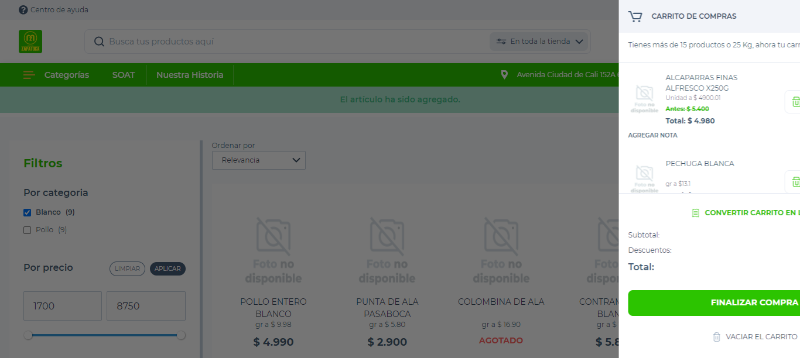 Centro de ayuda
Busca tus productos aquí
En toda la tienda
Categorías SOAT Nuestra Historia
Avenida Ciudad de Cali 152A
El artículo ha sido agregado.
Filtros
Por categoría
Blanco (9)
Pollo (9)
Por precio
LIMPIAR APLICAR
1700 8750
Ordenar por
Relevancia
Foto no disponible
POLLO ENTERO BLANCO
gr a $ 9.98
$ 4.990
Foto no disponible
PUNTA DE ALA PASABOCA
gr a $ 5.80
$ 2.900
Foto no disponible
COLOMBINA DE ALA
gr a $ 16.90
AGOTADO
Foto no
disponible
CONTRAM
BLAN
gr a $
$ 5.8
CARRITO DE COMPRAS
Tienes más de 15 productos o 25 Kg, ahora tu carr
Foto no disponible
ALCAPARRAS FINAS
ALFRESCO X250G
Unidad a $ 4900.01
Antes: $ 5.400
Total: $ 4.980
AGREGAR NOTA
Foto no disponible
PECHUGA BLANCA
gr a $13.1
CONVERTIR CARRITO EN L
Subtotal:
Descuentos:
Total:
FINALIZAR COMPRA
VACIAR EL CARRITO